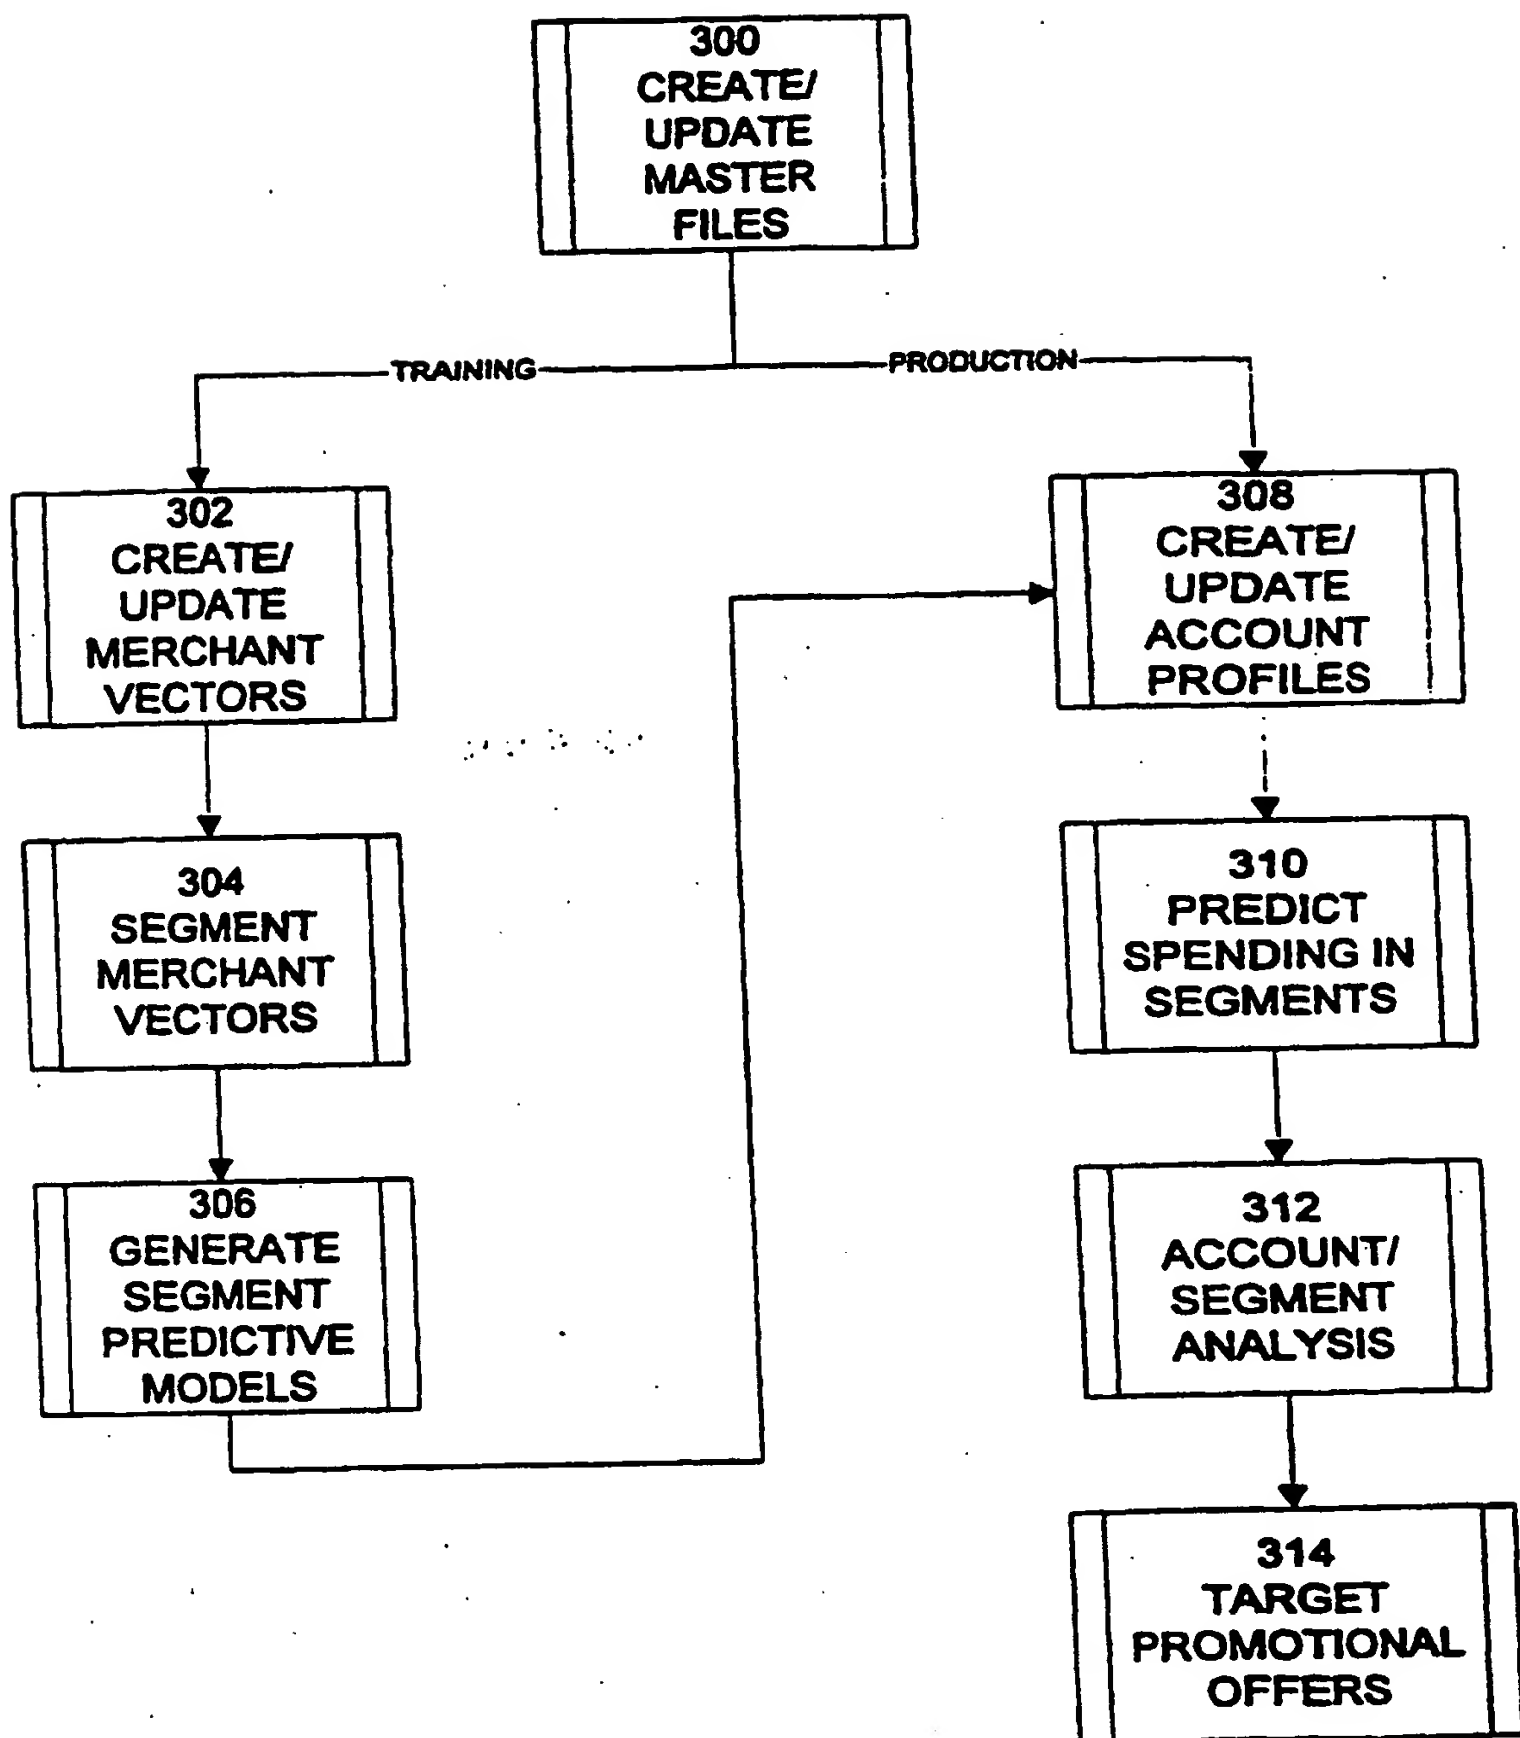 300
CREATE/
UPDATE
MASTER
FILES
TRAINING
PRODUCTION
302
CREATE/
UPDATE
MERCHANT
VECTORS
304
SEGMENT
MERCHANT
VECTORS
306
GENERATE
SEGMENT
PREDICTIVE
MODELS
308
CREATE/
UPDATE
ACCOUNT
PROFILES
310
PREDICT
SPENDING IN
SEGMENTS
312
ACCOUNT/
SEGMENT
ANALYSIS
314
TARGET
PROMOTIONAL
OFFERS